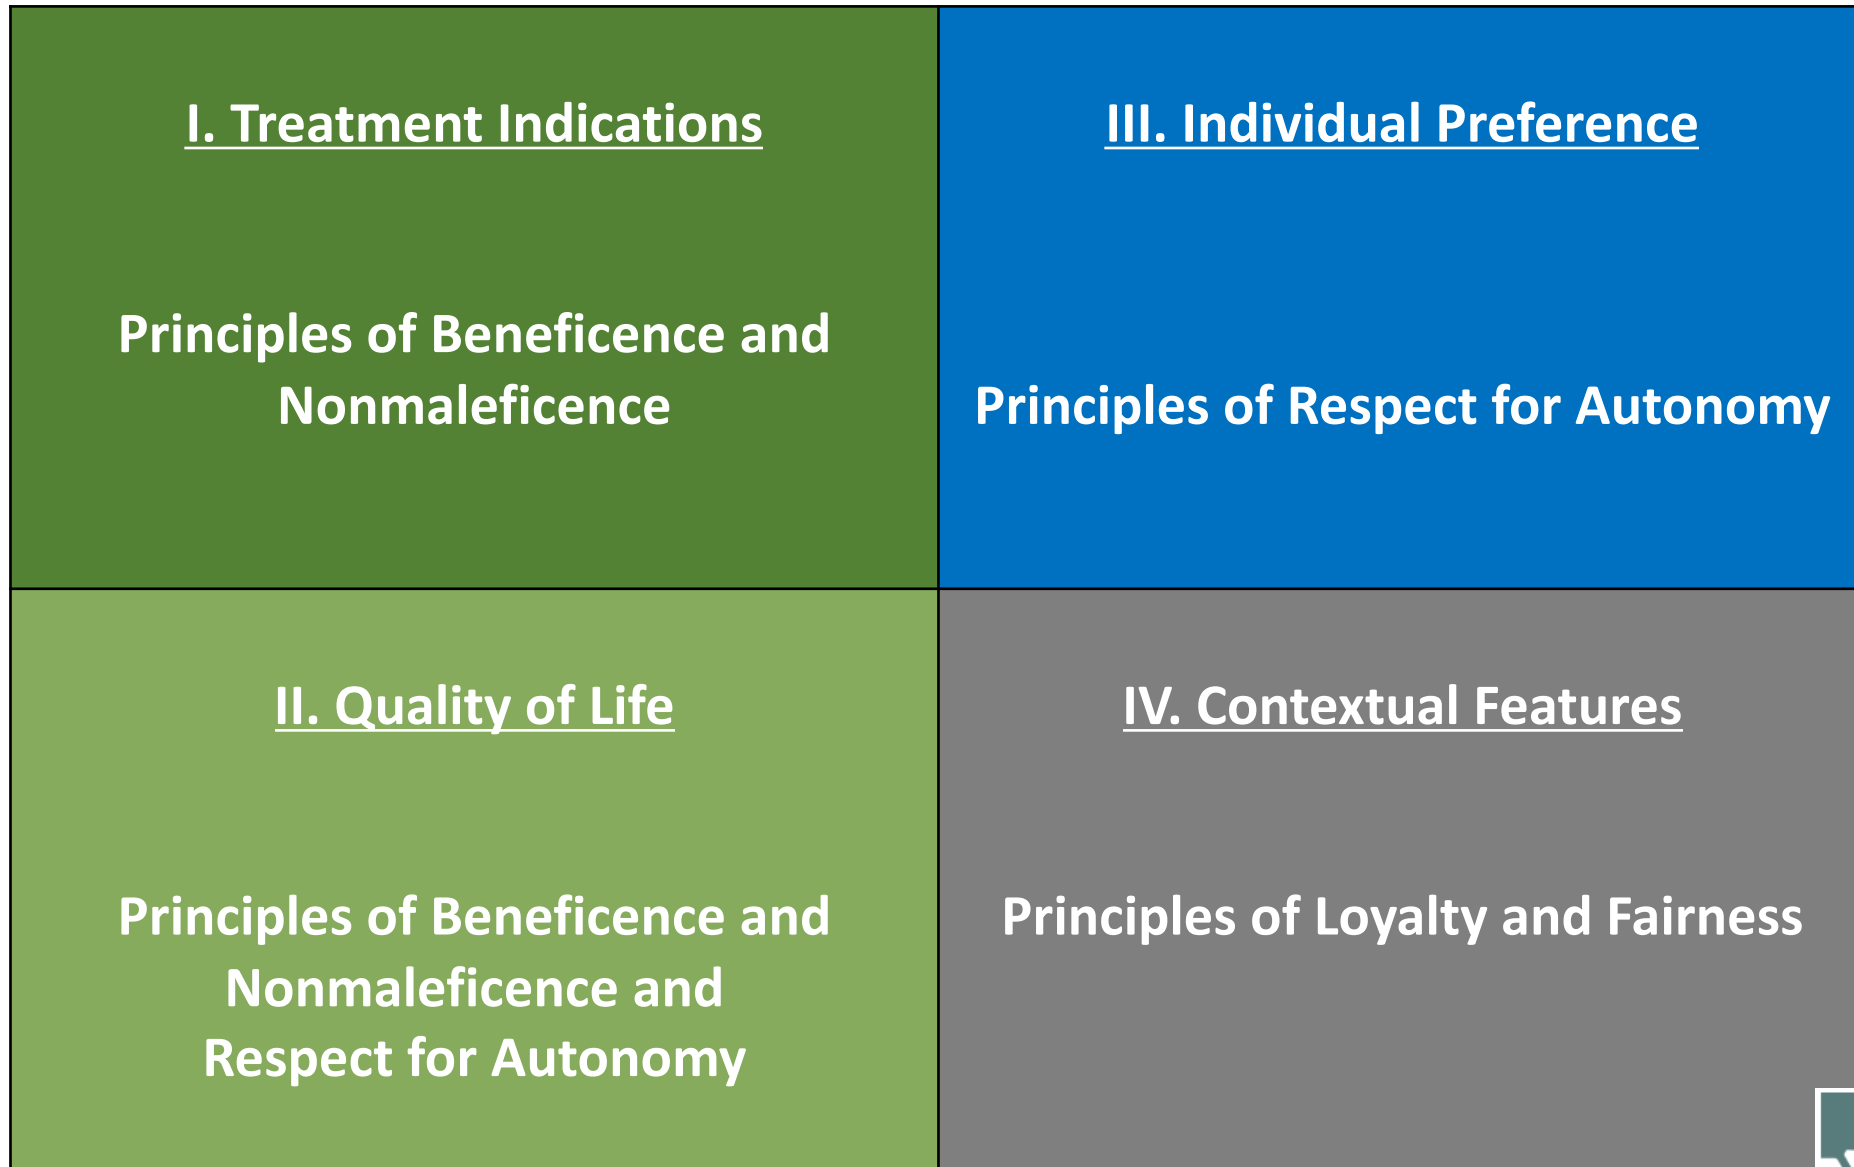 I. Treatment Indications
Principles of Beneficence and
Nonmaleficence
III. Individual Preference
Principles of Respect for Autonomy
II. Quality of Life
Principles of Beneficence and
Nonmaleficence and
Respect for Autonomy
IV. Contextual Features
Principles of Loyalty and Fairness